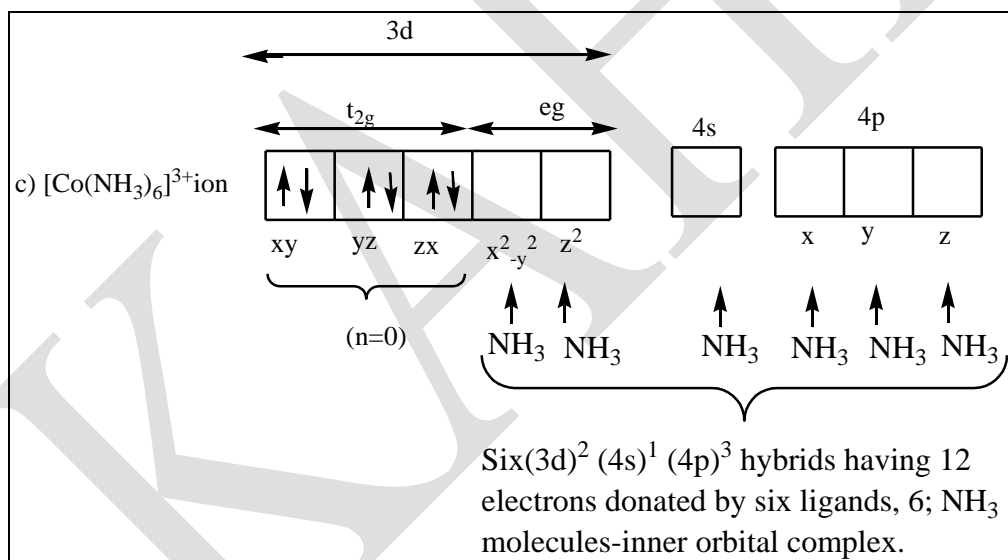 3d
t₂g eg 4s 4p
c) [Co(NH₃)₆]³⁺ion
xy yz zx x²-y² z² x y z
(n=0)
NH₃ NH₃ NH₃ NH₃ NH₃ NH₃
Six(3d)² (4s)¹ (4p)³ hybrids having 12
electrons donated by six ligands, 6; NH₃
molecules-inner orbital complex.